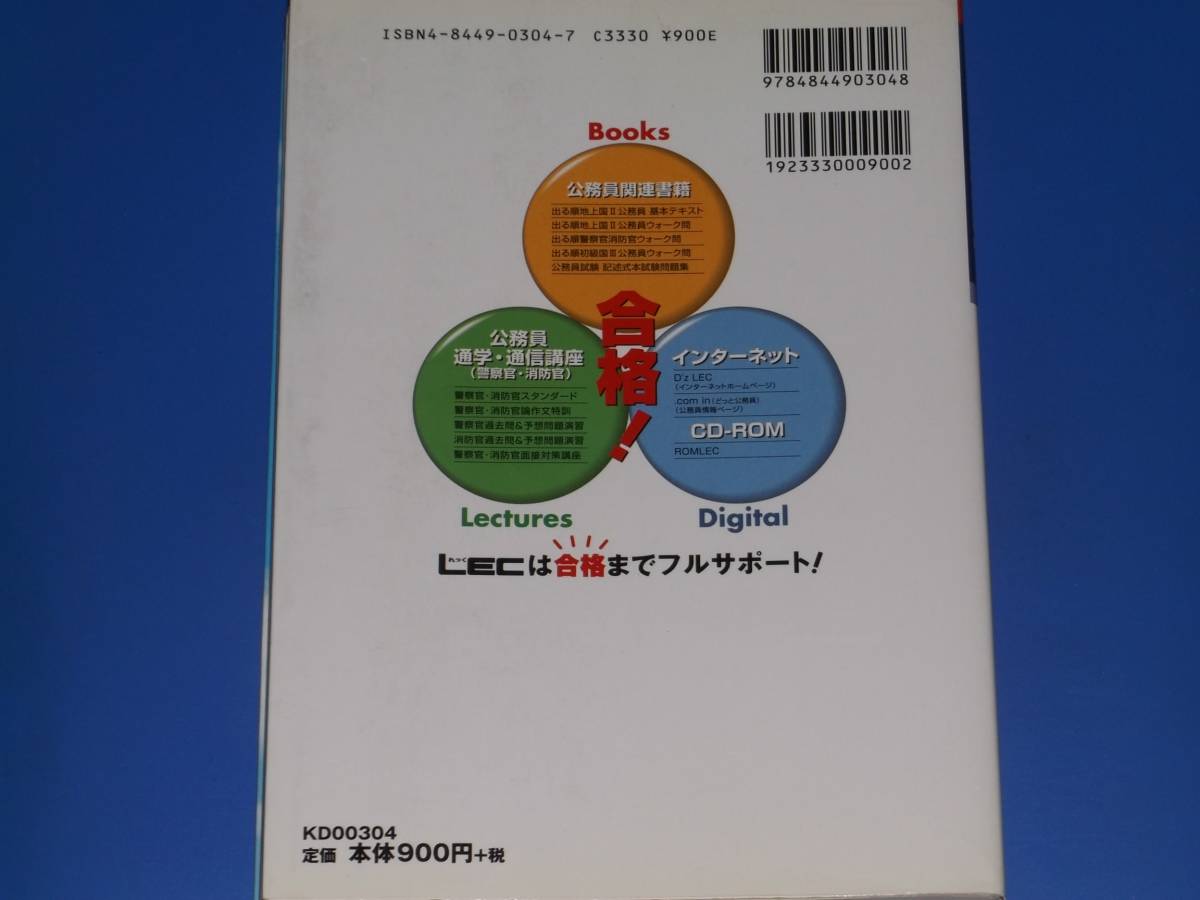 ISBN4-8449-0304-7 C3330 ¥900E
9784844903048
1923330009002
Books
公務員関連書籍
出る順地上国Ⅱ公務員 基本テキスト
出る順地上国Ⅱ公務員ウォーク問
出る順警察官消防官ウォーク問
出る順初級国Ⅲ公務員ウォーク問
公務員試験 記述式本試験問題集
合格!
公務員
通学・通信講座
(警察官・消防官)
警察官・消防官スタンダード
警察官・消防官論作文特訓
警察官過去問&予想問題演習
消防官過去問&予想問題演習
警察官・消防官面接対策講座
インターネット
D'z LEC
(インターネットホームページ)
.com in(どっと公務員)
(公務員情報ページ)
CD-ROM
ROMLEC
Lectures
Digital
れっく
LECは合格までフルサポート!
KD00304
定価 本体900円+税